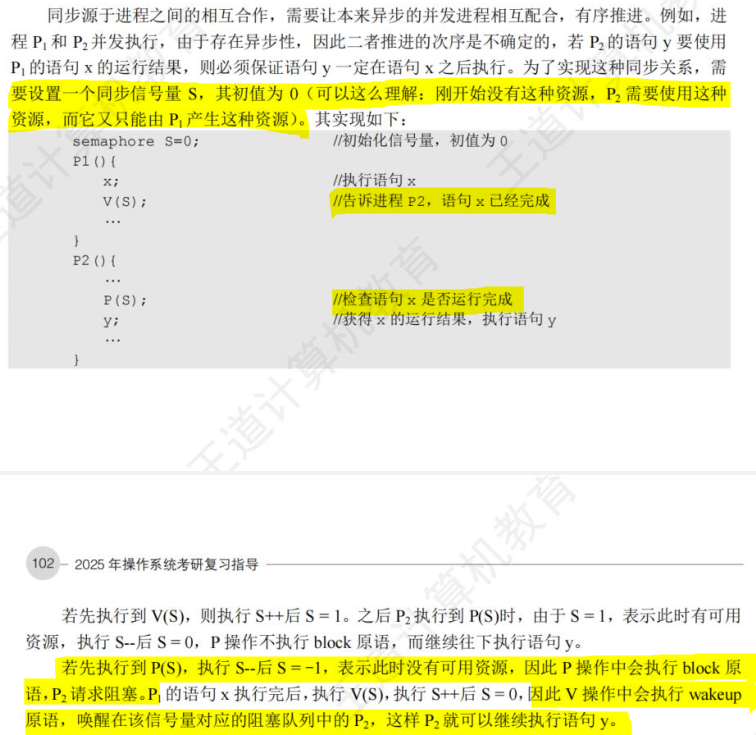 同步源于进程之间的相互合作，需要让本来异步的并发进程相互配合，有序推进。例如，进
程 P₁ 和 P₂ 并发执行，由于存在异步性，因此二者推进的次序是不确定的，若 P₂ 的语句 y 要使用
P₁ 的语句 x 的运行结果，则必须保证语句 y 一定在语句 x 之后执行。为了实现这种同步关系，需
要设置一个同步信号量 S，其初值为 0（可以这么理解：刚开始没有这种资源，P₂ 需要使用这种
资源，而它又只能由 P₁ 产生这种资源）。其实现如下：
semaphore S=0; //初始化信号量，初值为 0
P1(){
x; //执行语句 x
V(S); //告诉进程 P2，语句 x 已经完成
…
}
P2(){
…
P(S); //检查语句 x 是否运行完成
y; //获得 x 的运行结果，执行语句 y
…
}
王道计算机教育
102 2025 年操作系统考研复习指导
若先执行到 V(S)，则执行 S++后 S = 1。之后 P₂ 执行到 P(S)时，由于 S = 1，表示此时有可用
资源，执行 S--后 S = 0，P 操作不执行 block 原语，而继续往下执行语句 y。
若先执行到 P(S)，执行 S--后 S = −1，表示此时没有可用资源，因此 P 操作中会执行 block 原
语，P₂ 请求阻塞。P₁ 的语句 x 执行完后，执行 V(S)，执行 S++后 S = 0，因此 V 操作中会执行 wakeup
原语，唤醒在该信号量对应的阻塞队列中的 P₂，这样 P₂ 就可以继续执行语句 y。